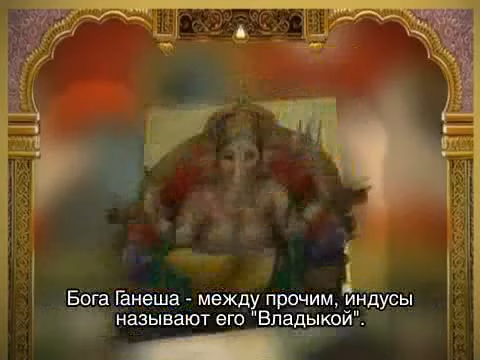 Бога Ганеша - между прочим, индусы
называют его "Владыкой".